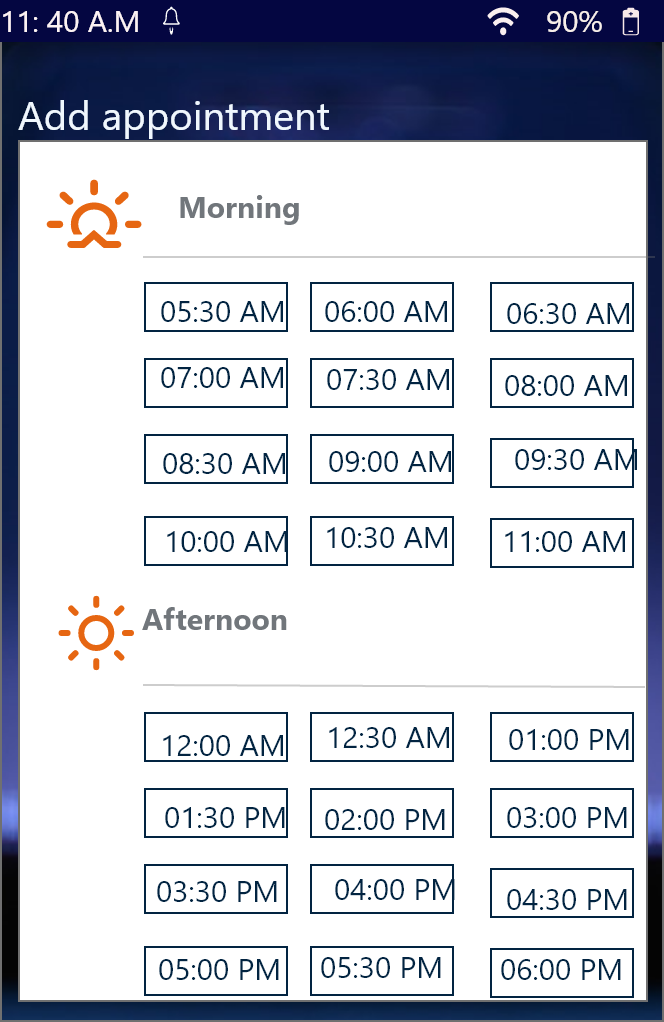 11: 40 A.M 90%
Add appointment
Morning
05:30 AM 06:00 AM 06:30 AM
07:00 AM 07:30 AM 08:00 AM
08:30 AM 09:00 AM 09:30 AM
10:00 AM 10:30 AM 11:00 AM
Afternoon
12:00 AM 12:30 AM 01:00 PM
01:30 PM 02:00 PM 03:00 PM
03:30 PM 04:00 PM 04:30 PM
05:00 PM 05:30 PM 06:00 PM